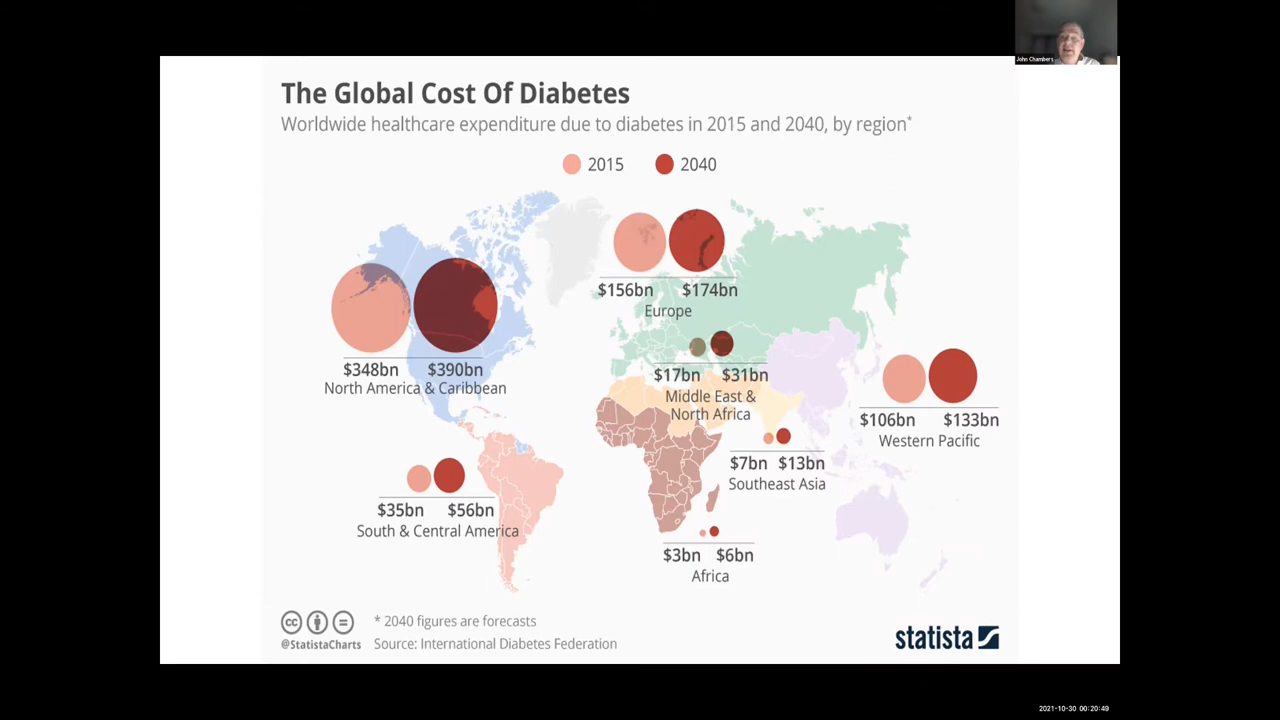 John Chambers
The Global Cost Of Diabetes
Worldwide healthcare expenditure due to diabetes in 2015 and 2040, by region*
2015 2040
$156bn $174bn
Europe
$348bn $390bn
North America & Caribbean
$17bn $31bn
Middle East &
North Africa
$106bn $133bn
Western Pacific
$7bn $13bn
Southeast Asia
$35bn $56bn
South & Central America
$3bn $6bn
Africa
cc
@StatistaCharts
* 2040 figures are forecasts
Source: International Diabetes Federation
statista
2021-10-30 00:20:49